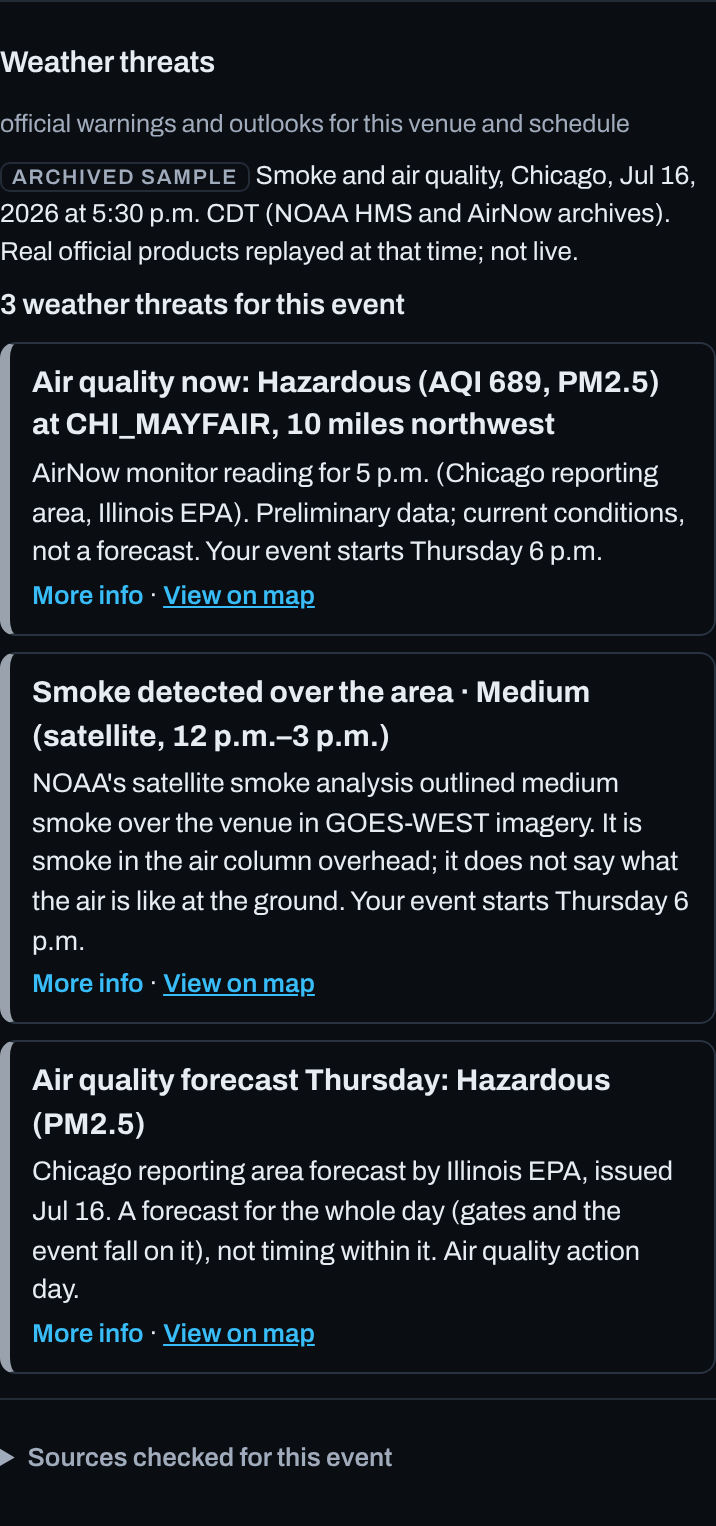 Weather threats
official warnings and outlooks for this venue and schedule
ARCHIVED SAMPLE Smoke and air quality, Chicago, Jul 16,
2026 at 5:30 p.m. CDT (NOAA HMS and AirNow archives).
Real official products replayed at that time; not live.
3 weather threats for this event
Air quality now: Hazardous (AQI 689, PM2.5)
at CHI_MAYFAIR, 10 miles northwest
AirNow monitor reading for 5 p.m. (Chicago reporting
area, Illinois EPA). Preliminary data; current conditions,
not a forecast. Your event starts Thursday 6 p.m.
More info · View on map
Smoke detected over the area · Medium
(satellite, 12 p.m.–3 p.m.)
NOAA's satellite smoke analysis outlined medium
smoke over the venue in GOES-WEST imagery. It is
smoke in the air column overhead; it does not say what
the air is like at the ground. Your event starts Thursday 6
p.m.
More info · View on map
Air quality forecast Thursday: Hazardous
(PM2.5)
Chicago reporting area forecast by Illinois EPA, issued
Jul 16. A forecast for the whole day (gates and the
event fall on it), not timing within it. Air quality action
day.
More info · View on map
Sources checked for this event